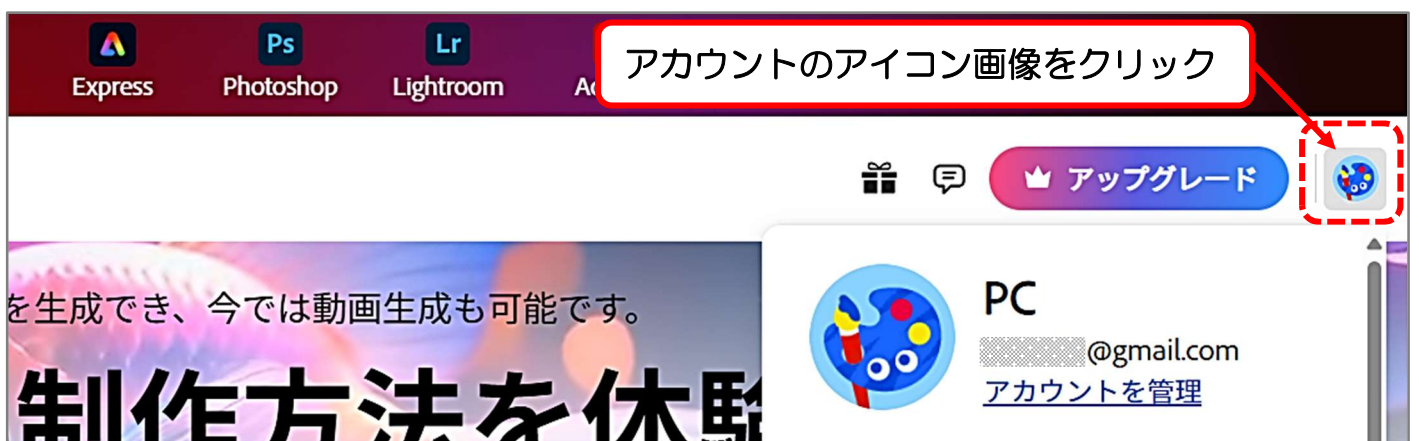 Ps
Lr
Express
Photoshop
Lightroom
アカウントのアイコン画像をクリック
アップグレード
を生成でき、今では動画生成も可能です。
制作方法を体験
PC
@gmail.com
アカウントを管理